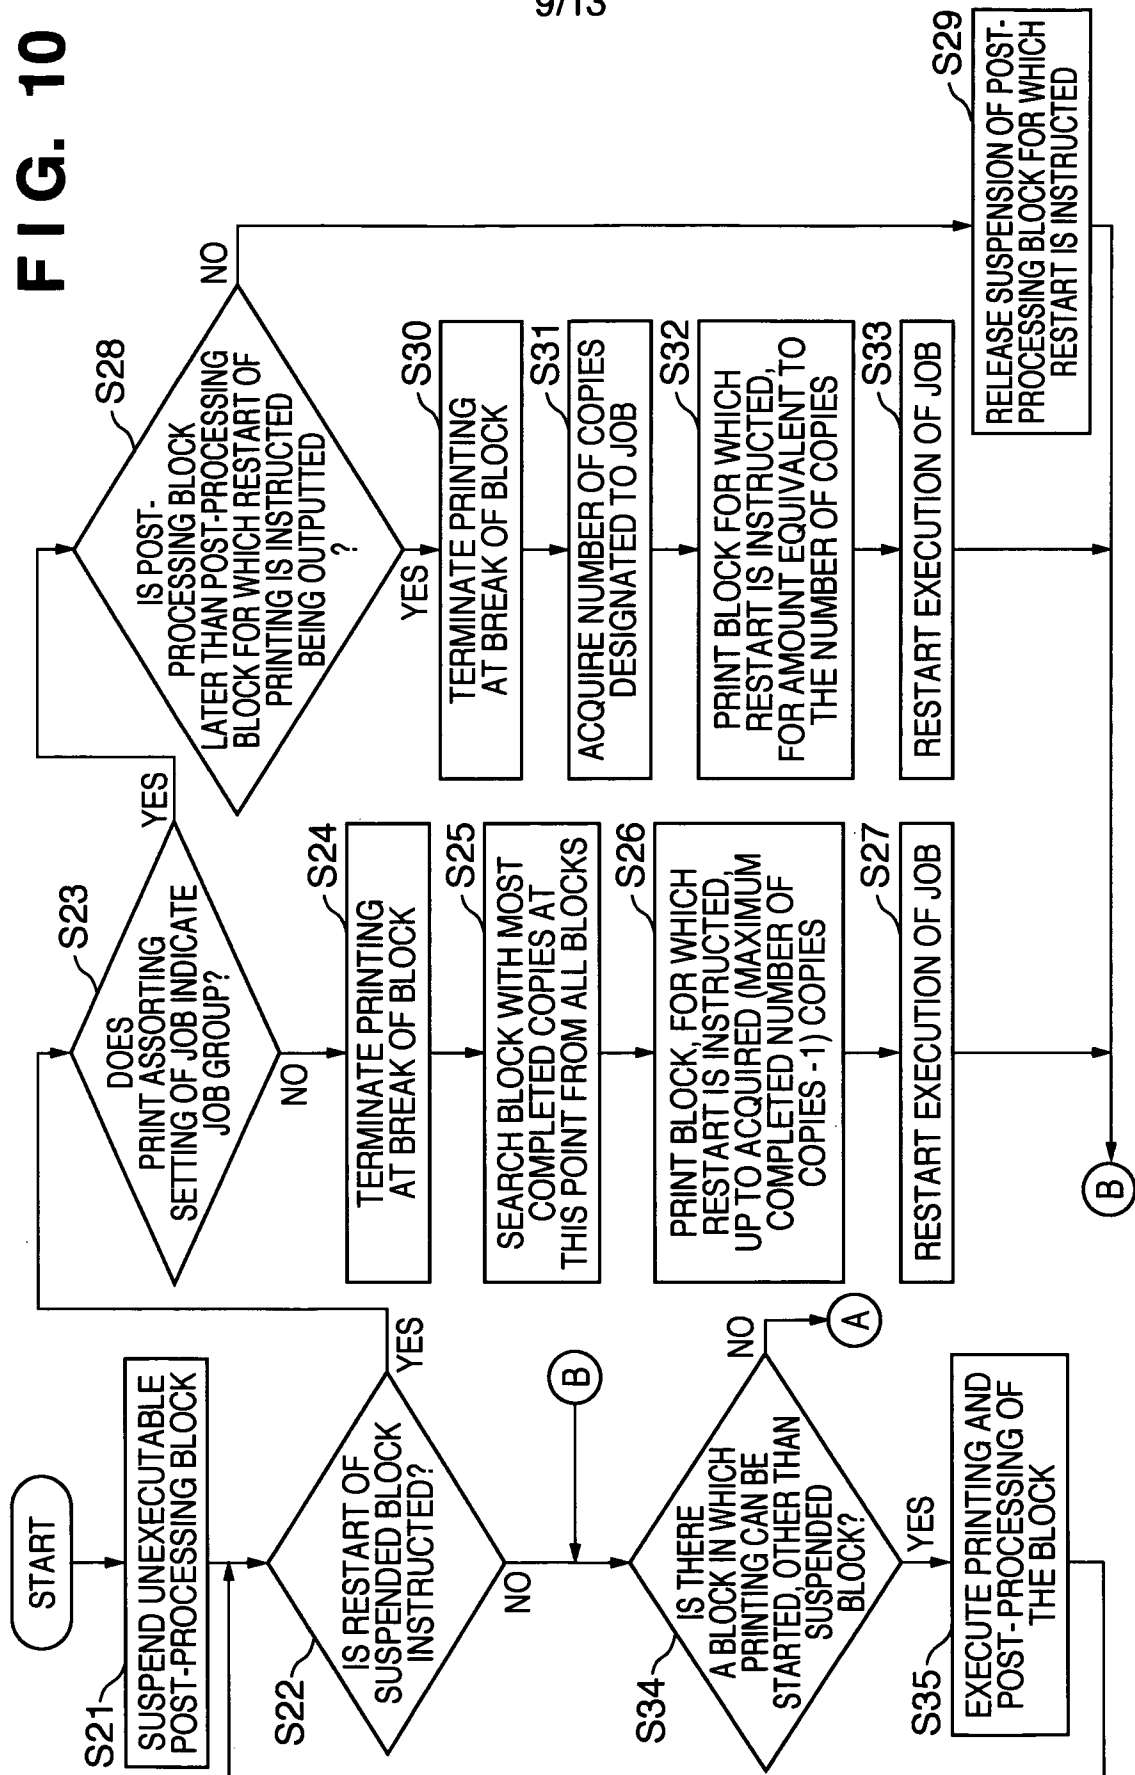 9/13
FIG. 10
START
S21
SUSPEND UNEXECUTABLE
POST-PROCESSING BLOCK
S22
IS RESTART OF
SUSPENDED BLOCK
INSTRUCTED?
YES
NO
B
S34
IS THERE
A BLOCK IN WHICH
PRINTING CAN BE
STARTED, OTHER THAN
SUSPENDED
BLOCK?
NO
A
YES
S35
EXECUTE PRINTING AND
POST-PROCESSING OF
THE BLOCK
S23
DOES
PRINT ASSORTING
SETTING OF JOB INDICATE
JOB GROUP?
YES
NO
S24
TERMINATE PRINTING
AT BREAK OF BLOCK
S25
SEARCH BLOCK WITH MOST
COMPLETED COPIES AT
THIS POINT FROM ALL BLOCKS
S26
PRINT BLOCK, FOR WHICH
RESTART IS INSTRUCTED,
UP TO ACQUIRED (MAXIMUM
COMPLETED NUMBER OF
COPIES - 1) COPIES
S27
RESTART EXECUTION OF JOB
B
S28
IS POST-
PROCESSING BLOCK
LATER THAN POST-PROCESSING
BLOCK FOR WHICH RESTART OF
PRINTING IS INSTRUCTED
BEING OUTPUTTED
?
NO
YES
S30
TERMINATE PRINTING
AT BREAK OF BLOCK
S31
ACQUIRE NUMBER OF COPIES
DESIGNATED TO JOB
S32
PRINT BLOCK FOR WHICH
RESTART IS INSTRUCTED,
FOR AMOUNT EQUIVALENT TO
THE NUMBER OF COPIES
S33
RESTART EXECUTION OF JOB
S29
RELEASE SUSPENSION OF POST-
PROCESSING BLOCK FOR WHICH
RESTART IS INSTRUCTED